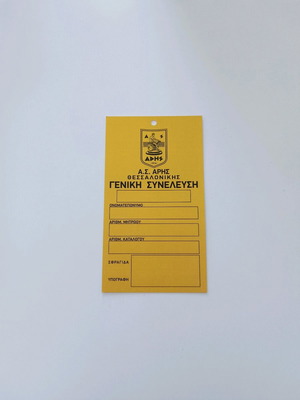 Α Σ
ΑΡΗΣ
Α.Σ. ΑΡΗΣ
ΘΕΣΣΑΛΟΝΙΚΗΣ
ΓΕΝΙΚΗ ΣΥΝΕΛΕΥΣΗ
ΟΝΟΜΑΤΕΠΩΝΥΜΟ
ΑΡΙΘΜ. ΜΗΤΡΩΟΥ
ΑΡΙΘΜ. ΚΑΤΑΛΟΓΟΥ
ΣΦΡΑΓΙΔΑ
ΥΠΟΓΡΑΦΗ